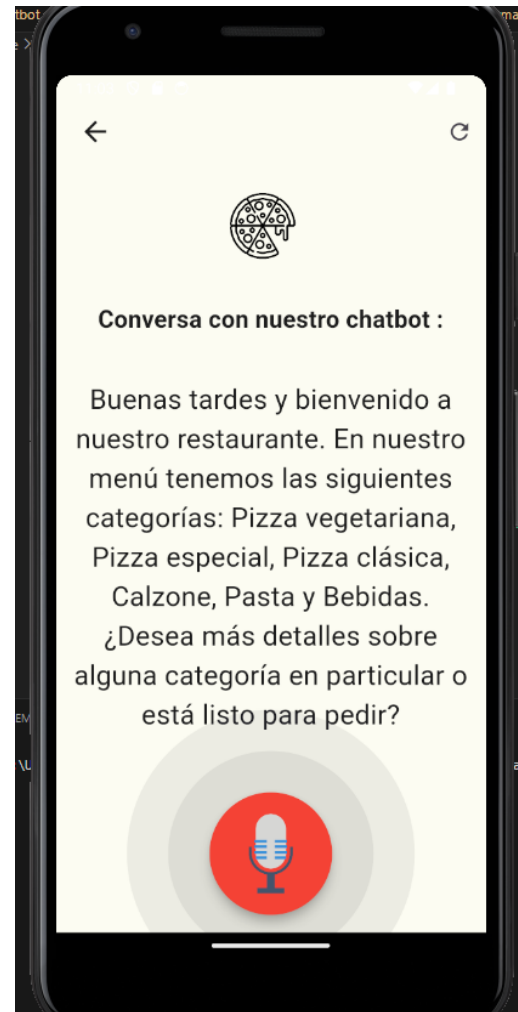 Conversa con nuestro chatbot :
Buenas tardes y bienvenido a
nuestro restaurante. En nuestro
menú tenemos las siguientes
categorías: Pizza vegetariana,
Pizza especial, Pizza clásica,
Calzone, Pasta y Bebidas.
¿Desea más detalles sobre
alguna categoría en particular o
está listo para pedir?